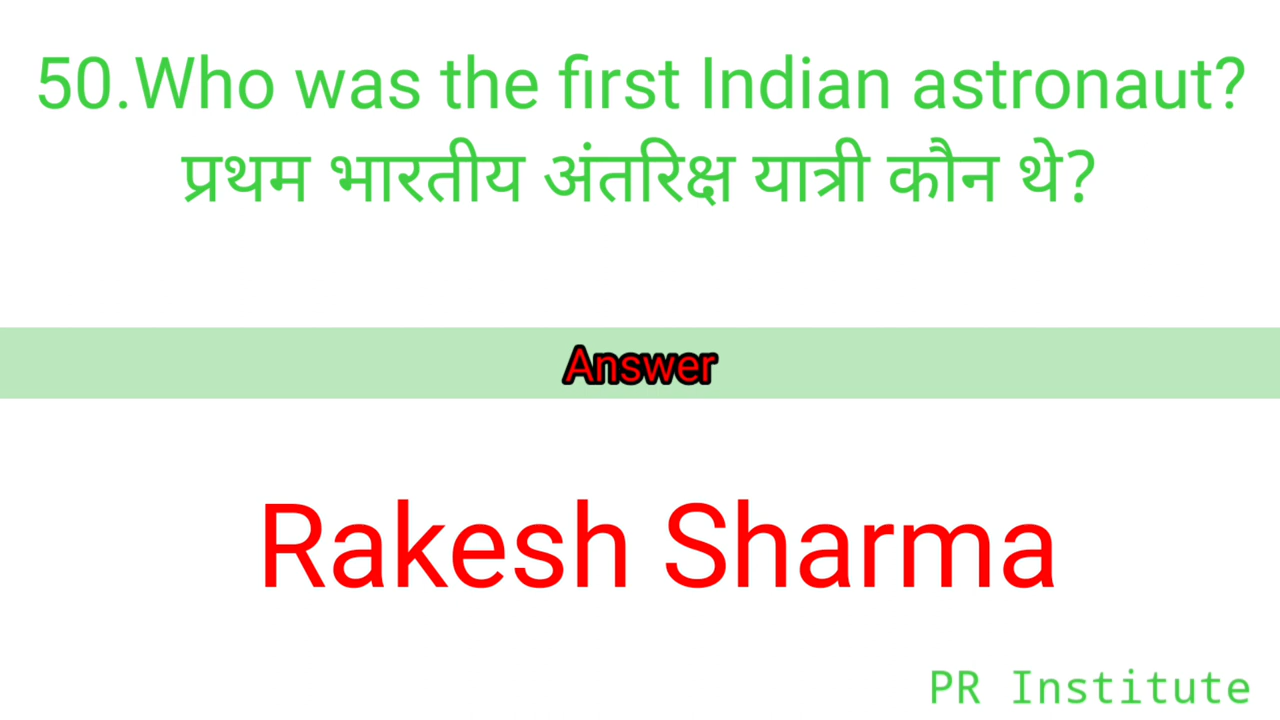 50.Who was the first Indian astronaut?
प्रथम भारतीय अंतरिक्ष यात्री कौन थे?
Answer
Rakesh Sharma
PR Institute